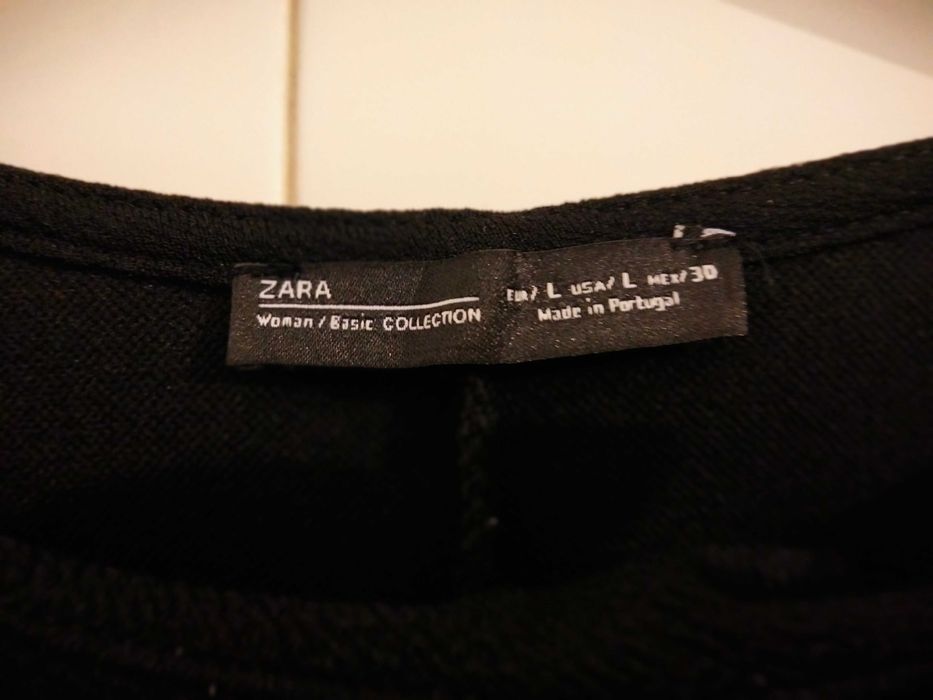 ZARA
Woman / Basic COLLECTION
EUR/ L USA/ L MEX/30
Made in Portugal